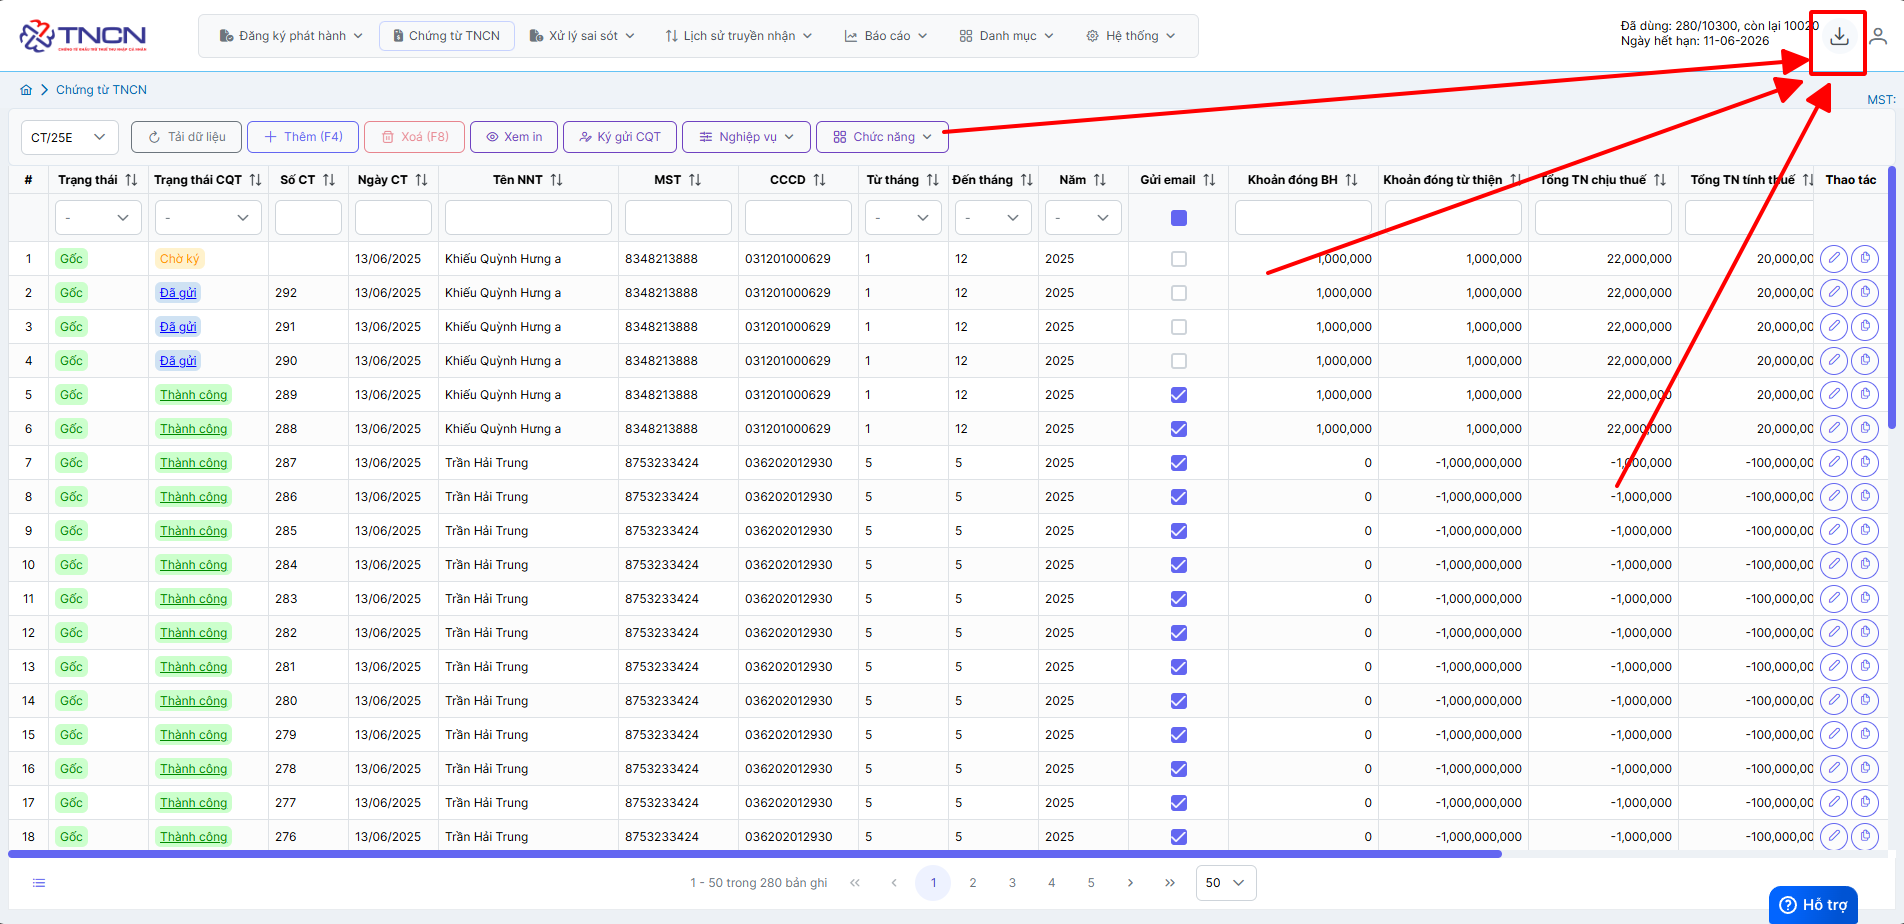 TNCN
CHỨNG TỪ KHẤU TRỪ THUẾ THU NHẬP CÁ NHÂN
Đăng ký phát hành
Chứng từ TNCN
Xử lý sai sót
Lịch sử truyền nhận
Báo cáo
Danh mục
Hệ thống
Đã dùng: 280/10300, còn lại 10020
Ngày hết hạn: 11-06-2026
Chứng từ TNCN
MST:
CT/25E
Tải dữ liệu
Thêm (F4)
Xoá (F8)
Xem in
Ký gửi CQT
Nghiệp vụ
Chức năng
# Trạng thái Trạng thái CQT Số CT Ngày CT Tên NNT MST CCCD Từ tháng Đến tháng Năm Gửi email Khoản đóng BH Khoản đóng từ thiện Tổng TN chịu thuế Tổng TN tính thuế Thao tác
- - - - -
1 Gốc Chờ ký 13/06/2025 Khiếu Quỳnh Hưng a 8348213888 031201000629 1 12 2025 1,000,000 1,000,000 22,000,000 20,000,00
2 Gốc Đã gửi 292 13/06/2025 Khiếu Quỳnh Hưng a 8348213888 031201000629 1 12 2025 1,000,000 1,000,000 22,000,000 20,000,00
3 Gốc Đã gửi 291 13/06/2025 Khiếu Quỳnh Hưng a 8348213888 031201000629 1 12 2025 1,000,000 1,000,000 22,000,000 20,000,00
4 Gốc Đã gửi 290 13/06/2025 Khiếu Quỳnh Hưng a 8348213888 031201000629 1 12 2025 1,000,000 1,000,000 22,000,000 20,000,00
5 Gốc Thành công 289 13/06/2025 Khiếu Quỳnh Hưng a 8348213888 031201000629 1 12 2025 1,000,000 1,000,000 22,000,000 20,000,00
6 Gốc Thành công 288 13/06/2025 Khiếu Quỳnh Hưng a 8348213888 031201000629 1 12 2025 1,000,000 1,000,000 22,000,000 20,000,00
7 Gốc Thành công 287 13/06/2025 Trần Hải Trung 8753233424 036202012930 5 5 2025 0 -1,000,000,000 -1,000,000 -100,000,00
8 Gốc Thành công 286 13/06/2025 Trần Hải Trung 8753233424 036202012930 5 5 2025 0 -1,000,000,000 -1,000,000 -100,000,00
9 Gốc Thành công 285 13/06/2025 Trần Hải Trung 8753233424 036202012930 5 5 2025 0 -1,000,000,000 -1,000,000 -100,000,00
10 Gốc Thành công 284 13/06/2025 Trần Hải Trung 8753233424 036202012930 5 5 2025 0 -1,000,000,000 -1,000,000 -100,000,00
11 Gốc Thành công 283 13/06/2025 Trần Hải Trung 8753233424 036202012930 5 5 2025 0 -1,000,000,000 -1,000,000 -100,000,00
12 Gốc Thành công 282 13/06/2025 Trần Hải Trung 8753233424 036202012930 5 5 2025 0 -1,000,000,000 -1,000,000 -100,000,00
13 Gốc Thành công 281 13/06/2025 Trần Hải Trung 8753233424 036202012930 5 5 2025 0 -1,000,000,000 -1,000,000 -100,000,00
14 Gốc Thành công 280 13/06/2025 Trần Hải Trung 8753233424 036202012930 5 5 2025 0 -1,000,000,000 -1,000,000 -100,000,00
15 Gốc Thành công 279 13/06/2025 Trần Hải Trung 8753233424 036202012930 5 5 2025 0 -1,000,000,000 -1,000,000 -100,000,00
16 Gốc Thành công 278 13/06/2025 Trần Hải Trung 8753233424 036202012930 5 5 2025 0 -1,000,000,000 -1,000,000 -100,000,00
17 Gốc Thành công 277 13/06/2025 Trần Hải Trung 8753233424 036202012930 5 5 2025 0 -1,000,000,000 -1,000,000 -100,000,00
18 Gốc Thành công 276 13/06/2025 Trần Hải Trung 8753233424 036202012930 5 5 2025 0 -1,000,000,000 -1,000,000 -100,000,00
1 - 50 trong 280 bản ghi « ‹ 1 2 3 4 5 › » 50
Hỗ trợ